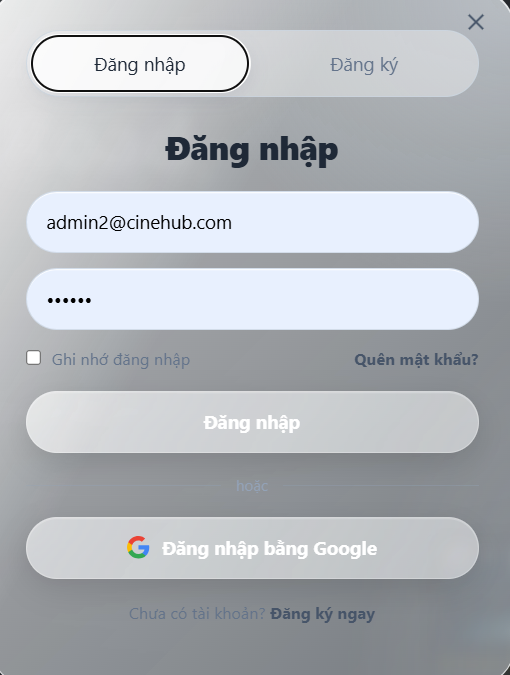 Đăng nhập
Đăng ký
Đăng nhập
admin2@cinehub.com
••••••
Ghi nhớ đăng nhập
Quên mật khẩu?
Đăng nhập
hoặc
Đăng nhập bằng Google
Chưa có tài khoản? Đăng ký ngay